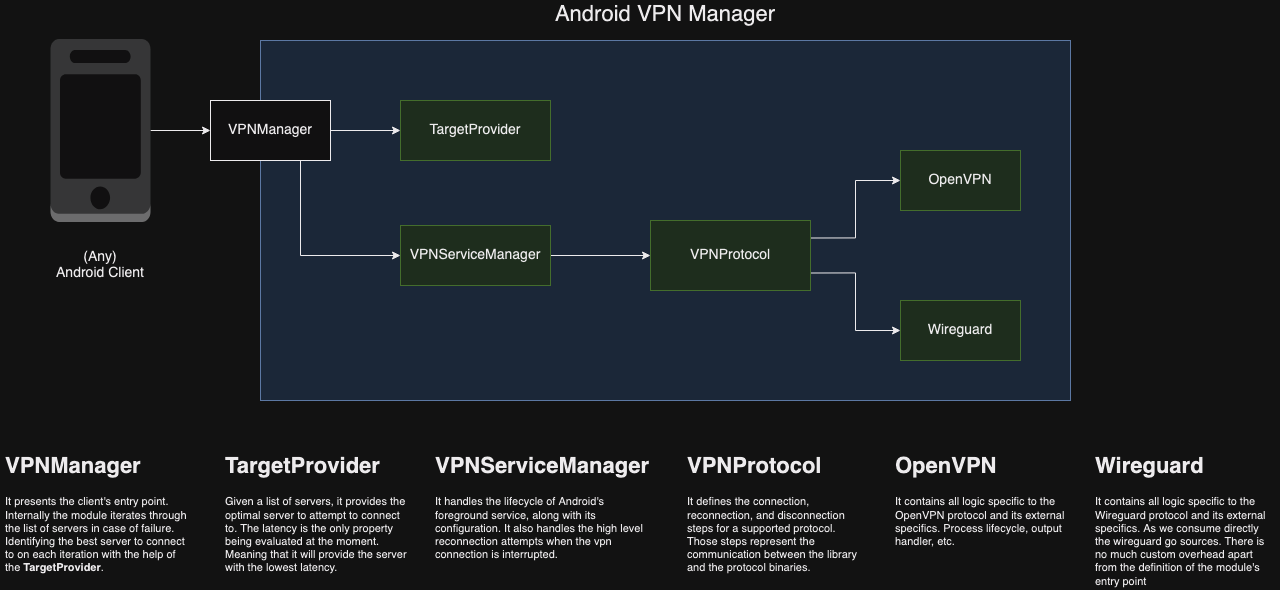 Android VPN Manager
VPNManager
TargetProvider
OpenVPN
(Any)
Android Client
VPNServiceManager
VPNProtocol
Wireguard
VPNManager
It presents the client's entry point.
Internally the module iterates through
the list of servers in case of failure.
Identifying the best server to connect
to on each iteration with the help of
the TargetProvider.
TargetProvider
Given a list of servers, it provides the
optimal server to attempt to connect
to. The latency is the only property
being evaluated at the moment.
Meaning that it will provide the server
with the lowest latency.
VPNServiceManager
It handles the lifecycle of Android's
foreground service, along with its
configuration. It also handles the high level
reconnection attempts when the vpn
connection is interrupted.
VPNProtocol
It defines the connection,
reconnection, and disconnection
steps for a supported protocol.
Those steps represent the
communication between the library
and the protocol binaries.
OpenVPN
It contains all logic specific to the
OpenVPN protocol and its external
specifics. Process lifecycle, output
handler, etc.
Wireguard
It contains all logic specific to the
Wireguard protocol and its external
specifics. As we consume directly
the wireguard go sources. There is
no much custom overhead apart
from the definition of the module's
entry point